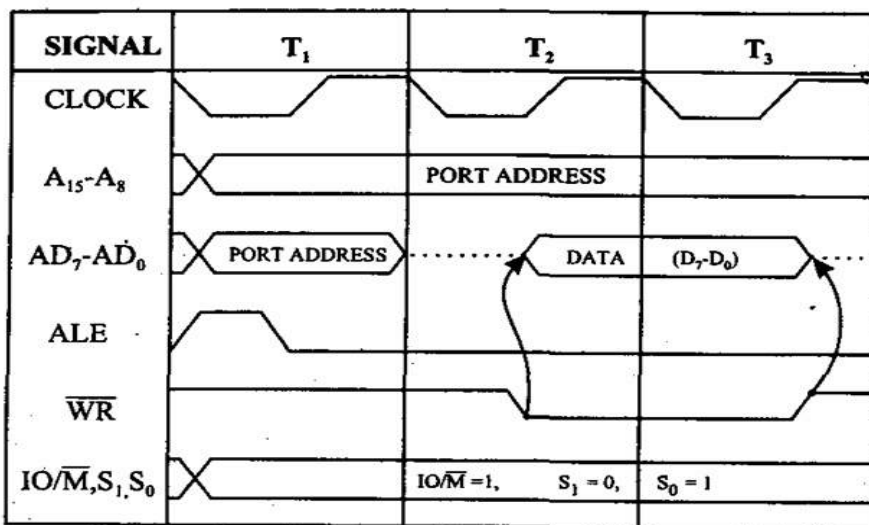 SIGNAL T₁ T₂ T₃
CLOCK
A₁₅-A₈ PORT ADDRESS
AD₇-AD₀ PORT ADDRESS DATA (D₇-D₀)
ALE
W̅R̅
IO/M̅,S₁,S₀ IO/M̅ = 1, S₁ = 0, S₀ = 1